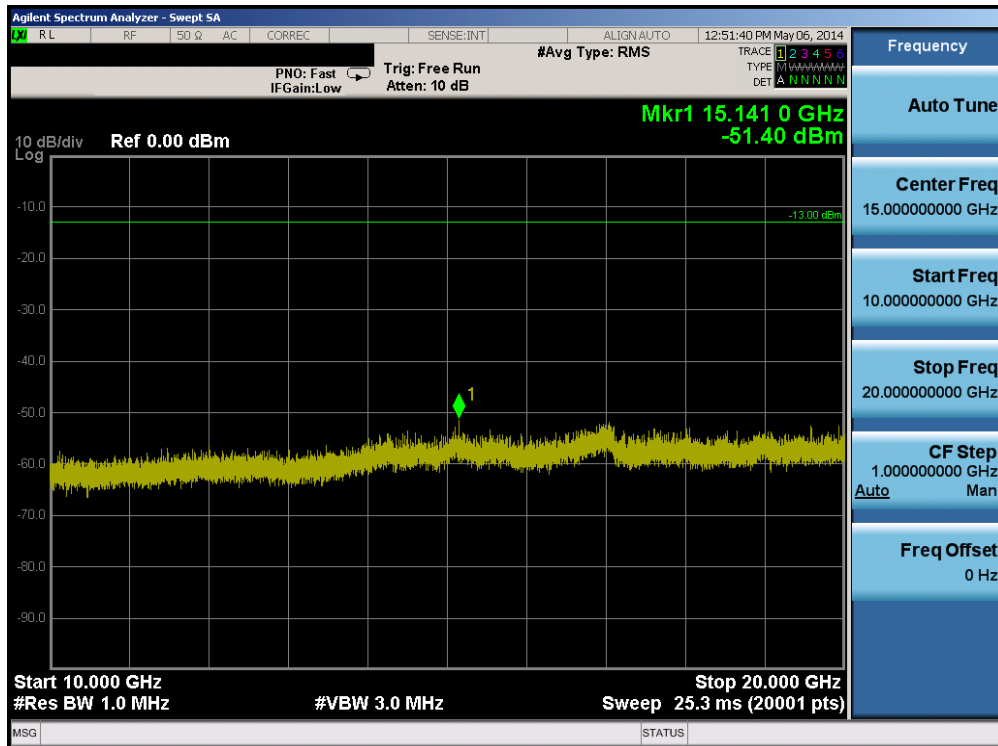 Agilent Spectrum Analyzer - Swept SA
LXI RL RF 50 Ω AC CORREC SENSE:INT ALIGN AUTO 12:51:40 PM May 06, 2014
PNO: Fast Trig: Free Run #Avg Type: RMS TRACE 1 2 3 4 5 6
TYPE M WWWWW
IFGain:Low Atten: 10 dB DET A N N N N N
Mkr1 15.141 0 GHz
-51.40 dBm
10 dB/div Ref 0.00 dBm
Log
-10.0
-13.00 dBm
-20.0
-30.0
-40.0
1
-50.0
-60.0
-70.0
-80.0
-90.0
Start 10.000 GHz Stop 20.000 GHz
#Res BW 1.0 MHz #VBW 3.0 MHz Sweep 25.3 ms (20001 pts)
MSG STATUS
Frequency
Auto Tune
Center Freq
15.000000000 GHz
Start Freq
10.000000000 GHz
Stop Freq
20.000000000 GHz
CF Step
1.000000000 GHz
Auto Man
Freq Offset
0 Hz